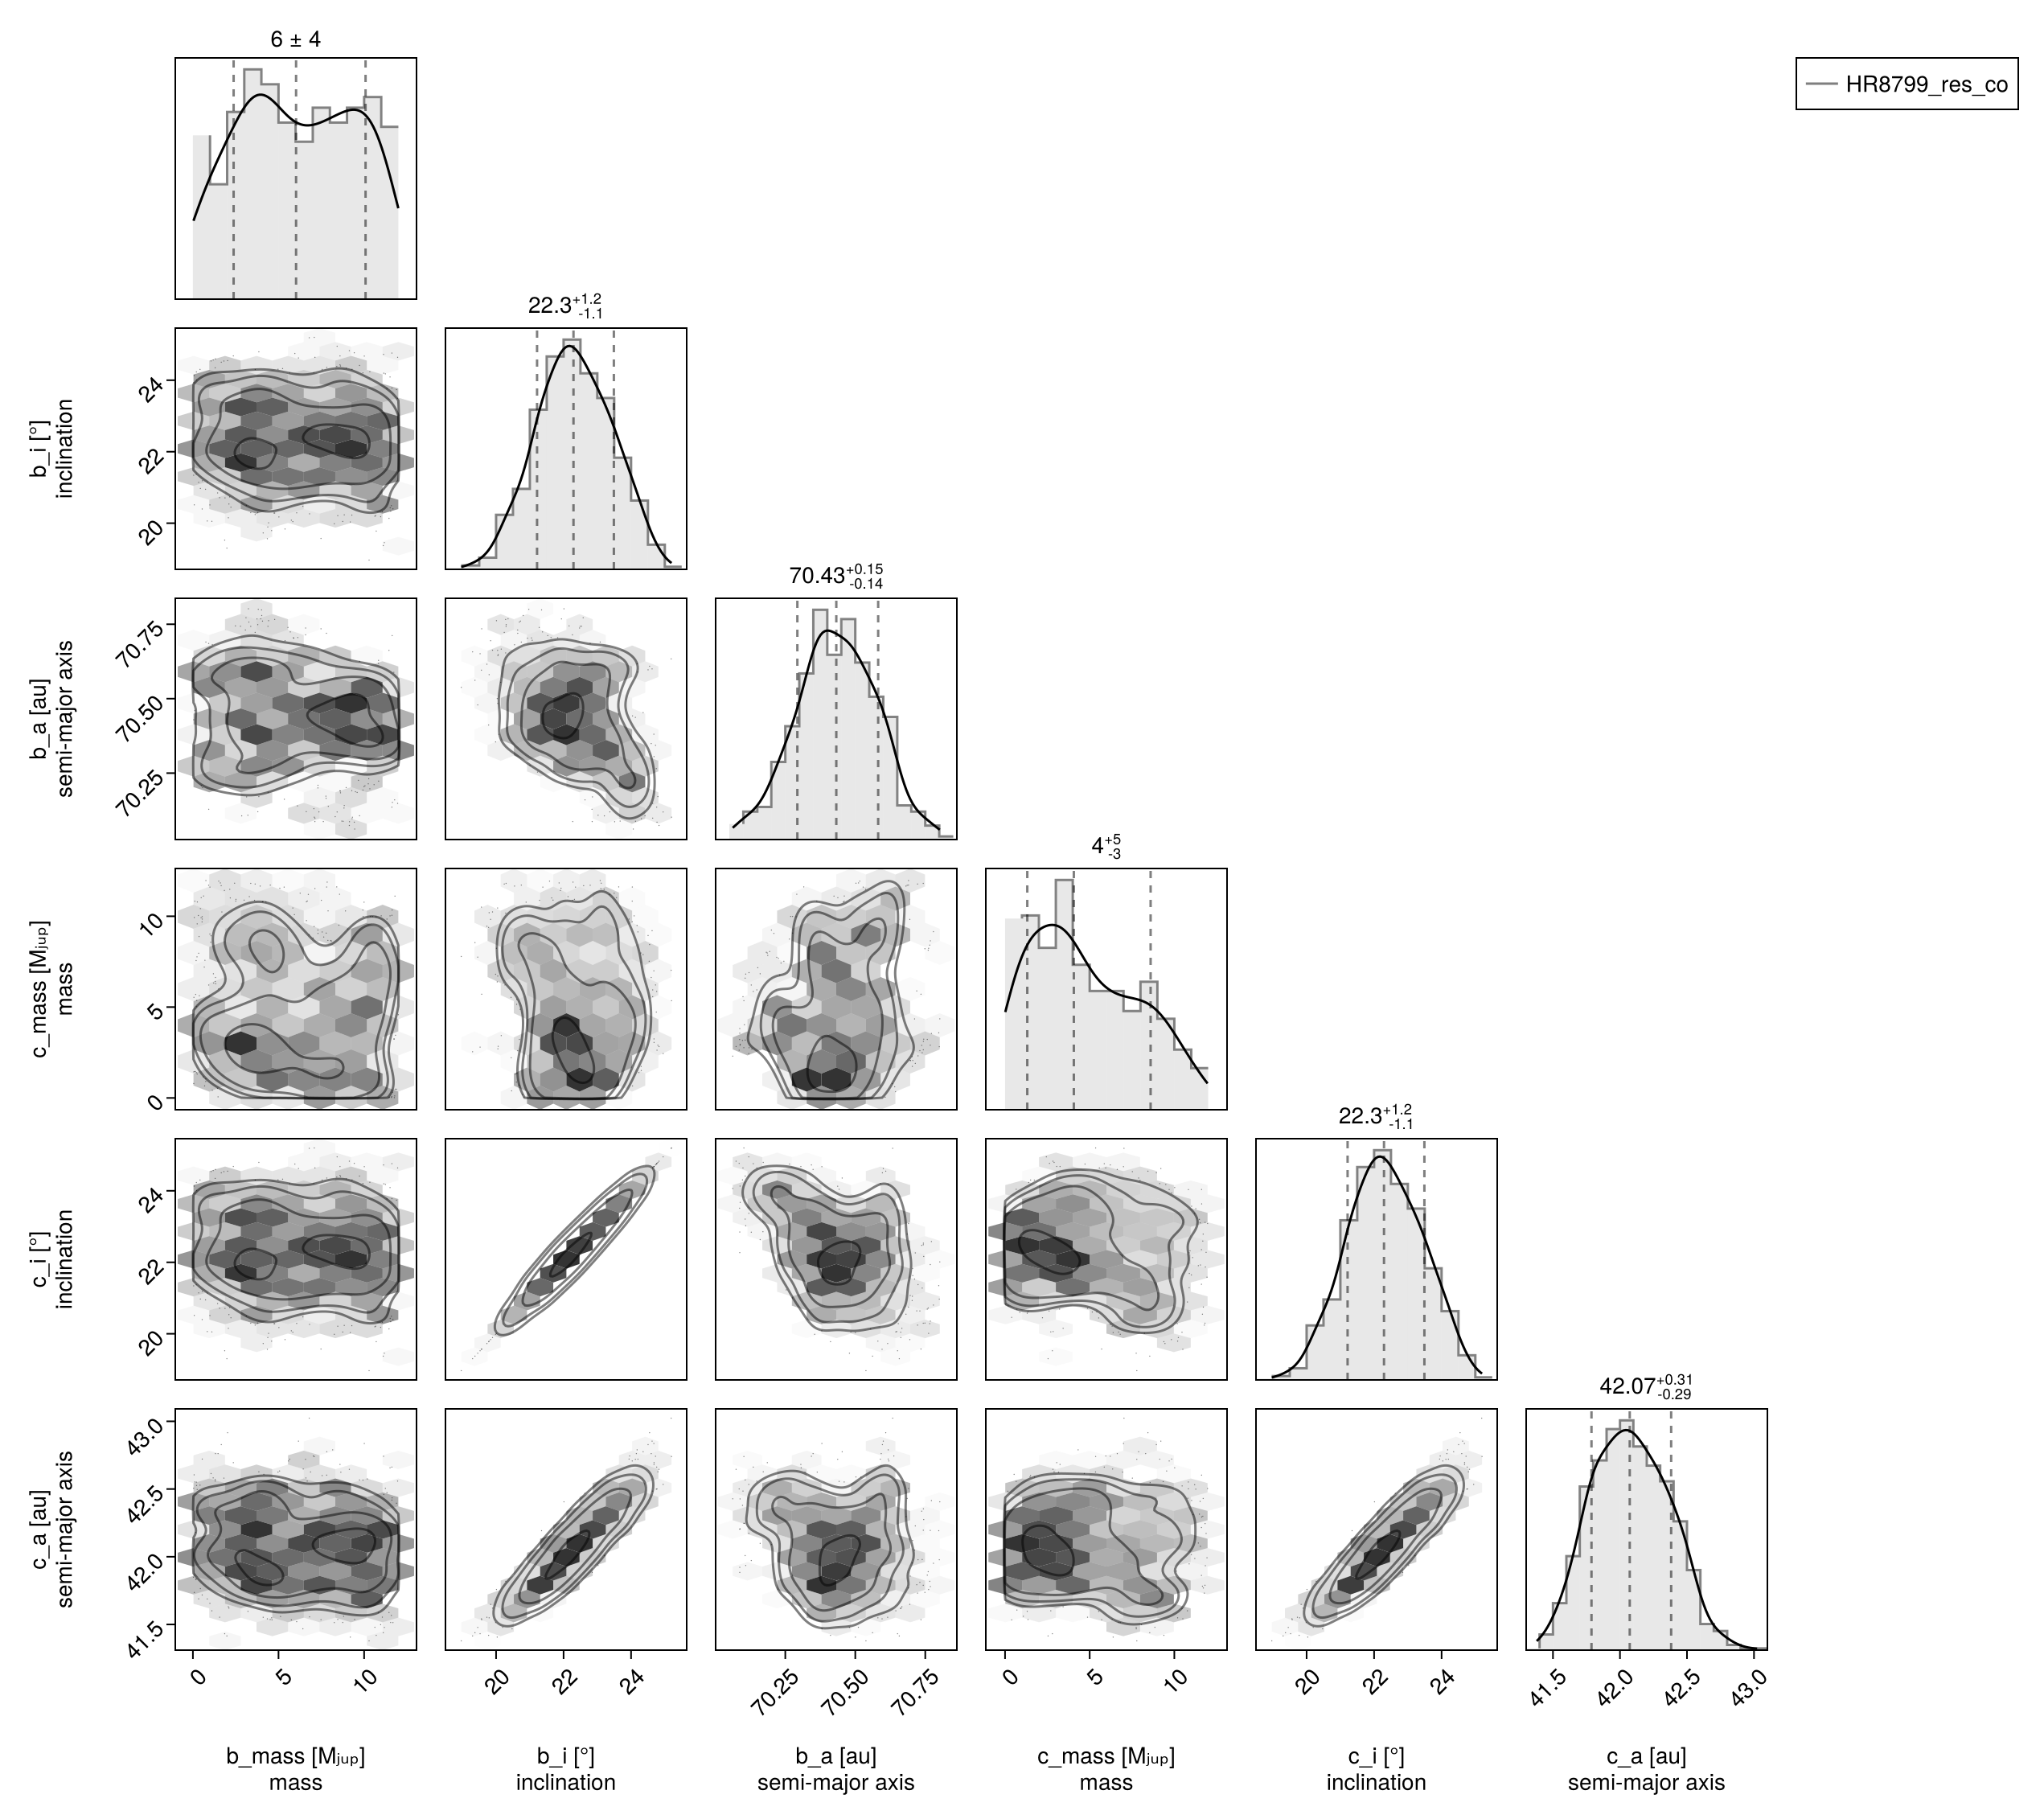 6 ± 4
HR8799_res_co
22.3+1.2-1.1
b_i [°]
inclination
24
22
20
70.43+0.15-0.14
b_a [au]
semi-major axis
70.75
70.50
70.25
4+5-3
c_mass [Mⱼᵤₚ]
mass
10
5
0
22.3+1.2-1.1
c_i [°]
inclination
24
22
20
42.07+0.31-0.29
c_a [au]
semi-major axis
43.0
42.5
42.0
41.5
0 5 10 20 22 24 70.25 70.50 70.75 0 5 10 20 22 24 41.5 42.0 42.5 43.0
b_mass [Mⱼᵤₚ] b_i [°] b_a [au] c_mass [Mⱼᵤₚ] c_i [°] c_a [au]
mass inclination semi-major axis mass inclination semi-major axis